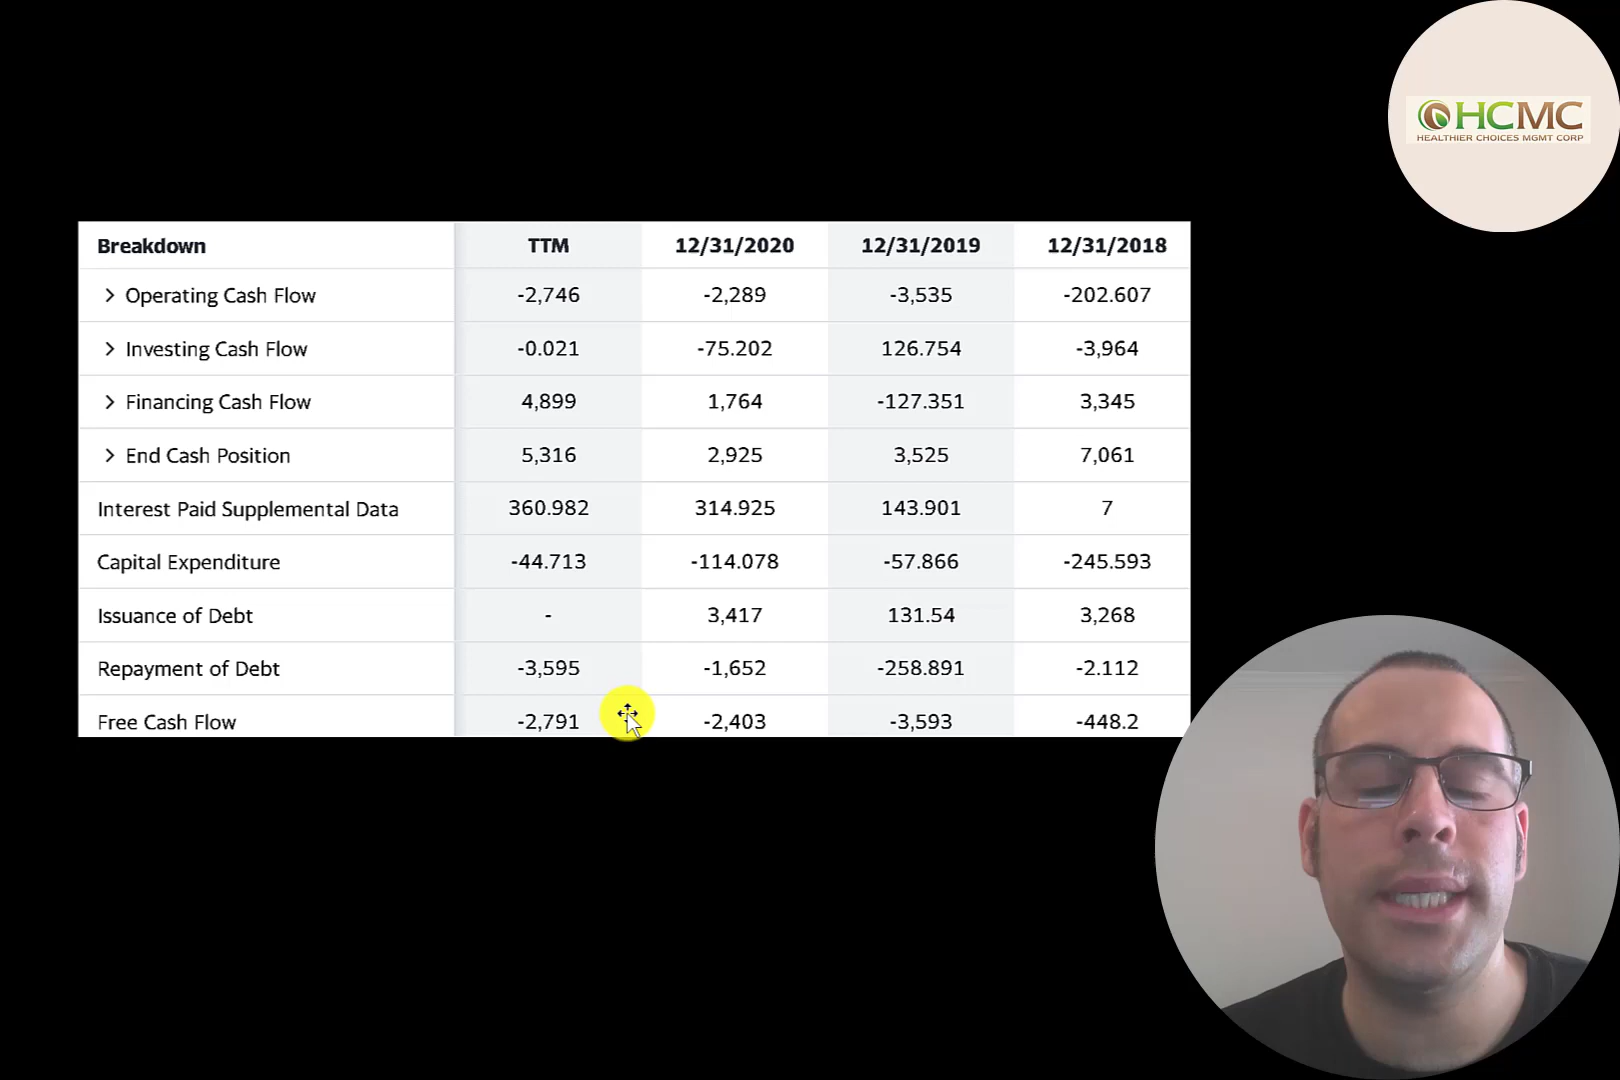 HCMC
HEALTHIER CHOICES MGMT CORP
Breakdown TTM 12/31/2020 12/31/2019 12/31/2018
Operating Cash Flow -2,746 -2,289 -3,535 -202.607
Investing Cash Flow -0.021 -75.202 126.754 -3,964
Financing Cash Flow 4,899 1,764 -127.351 3,345
End Cash Position 5,316 2,925 3,525 7,061
Interest Paid Supplemental Data 360.982 314.925 143.901 7
Capital Expenditure -44.713 -114.078 -57.866 -245.593
Issuance of Debt - 3,417 131.54 3,268
Repayment of Debt -3,595 -1,652 -258.891 -2.112
Free Cash Flow -2,791 -2,403 -3,593 -448.2